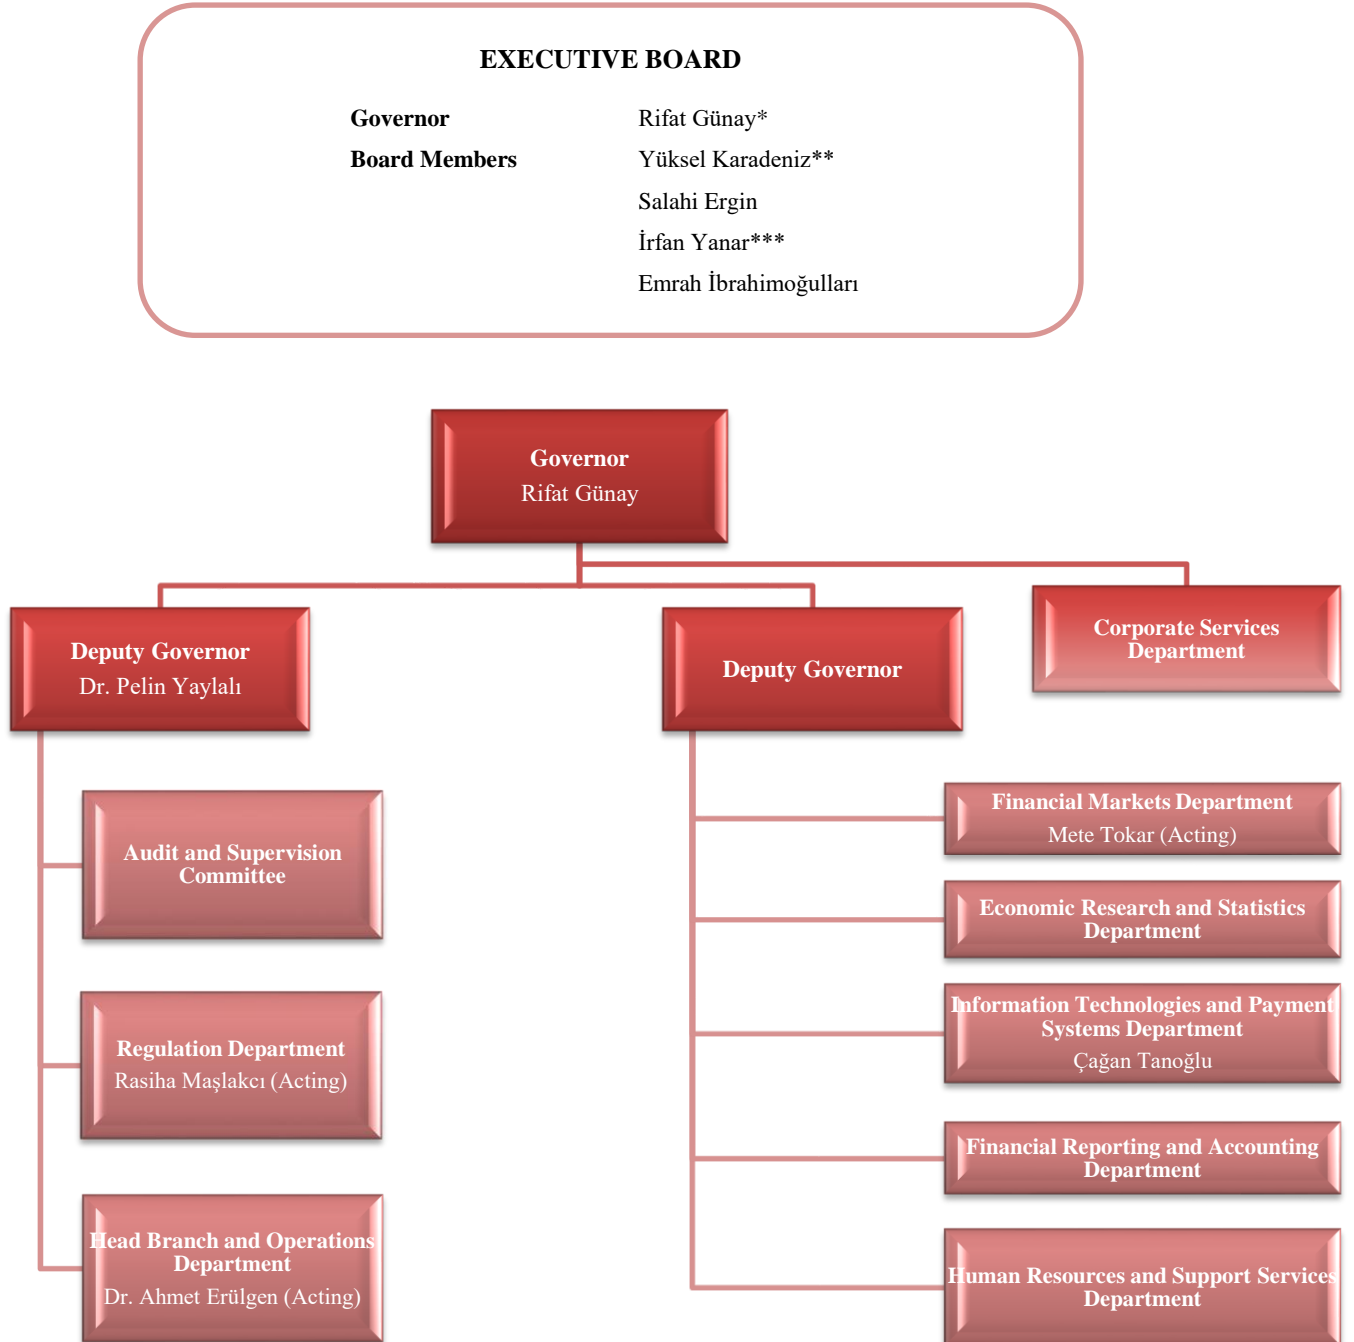 EXECUTIVE BOARD
Governor Rifat Günay*
Board Members Yüksel Karadeniz**
Salahi Ergin
İrfan Yanar***
Emrah İbrahimoğulları
Governor
Rifat Günay
Deputy Governor
Dr. Pelin Yaylalı
Deputy Governor
Corporate Services
Department
Audit and Supervision
Committee
Regulation Department
Rasiha Maşlakcı (Acting)
Head Branch and Operations
Department
Dr. Ahmet Erülgen (Acting)
Financial Markets Department
Mete Tokar (Acting)
Economic Research and Statistics
Department
Information Technologies and Payment
Systems Department
Çağan Tanoğlu
Financial Reporting and Accounting
Department
Human Resources and Support Services
Department